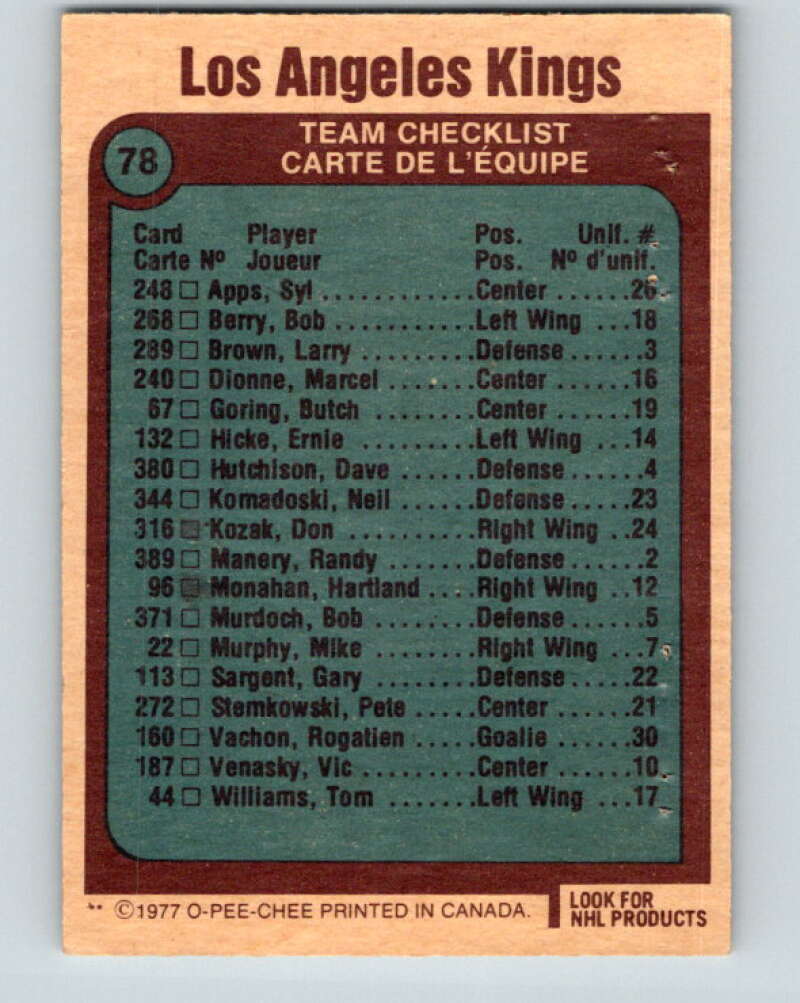 Los Angeles Kings
78
TEAM CHECKLIST
CARTE DE L'ÉQUIPE
Card Player Pos. Unif. #
Carte Nº Joueur Pos. Nº d'unif.
248 □ Apps, Syl ............Center ......26
268 □ Berry, Bob ...........Left Wing ...18
289 □ Brown, Larry .........Defense ......3
240 □ Dionne, Marcel .......Center ......16
67 □ Goring, Butch ........Center ......19
132 □ Hicke, Ernie .........Left Wing ...14
380 □ Hutchison, Dave ......Defense ......4
344 □ Komadoski, Neil ......Defense.....23
316 □ Kozak, Don ..........Right Wing ..24
389 □ Manery, Randy .......Defense ......2
96 □ Monahan, Hartland ....Right Wing ..12
371 □ Murdoch, Bob ........Defense ......5
22 □ Murphy, Mike ........Right Wing ...7
113 □ Sargent, Gary ........Defense .....22
272 □ Stemkowski, Pete .....Center ......21
160 □ Vachon, Rogatien .....Goalie ......30
187 □ Venasky, Vic .........Center ......10
44 □ Williams, Tom .......Left Wing ...17
** ©1977 O-PEE-CHEE PRINTED IN CANADA.
LOOK FOR
NHL PRODUCTS